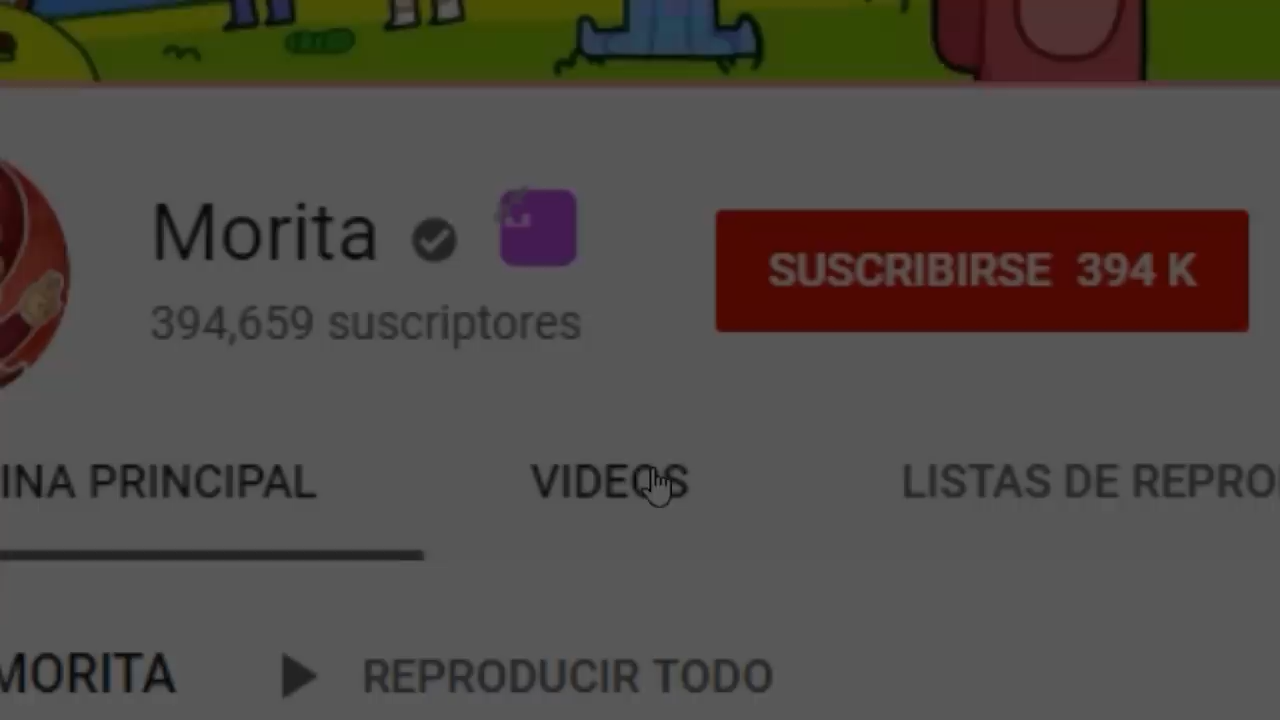 Morita
394,659 suscriptores
SUSCRIBIRSE 394 K
INA PRINCIPAL
VIDEOS
LISTAS DE REPRO
MORITA
REPRODUCIR TODO